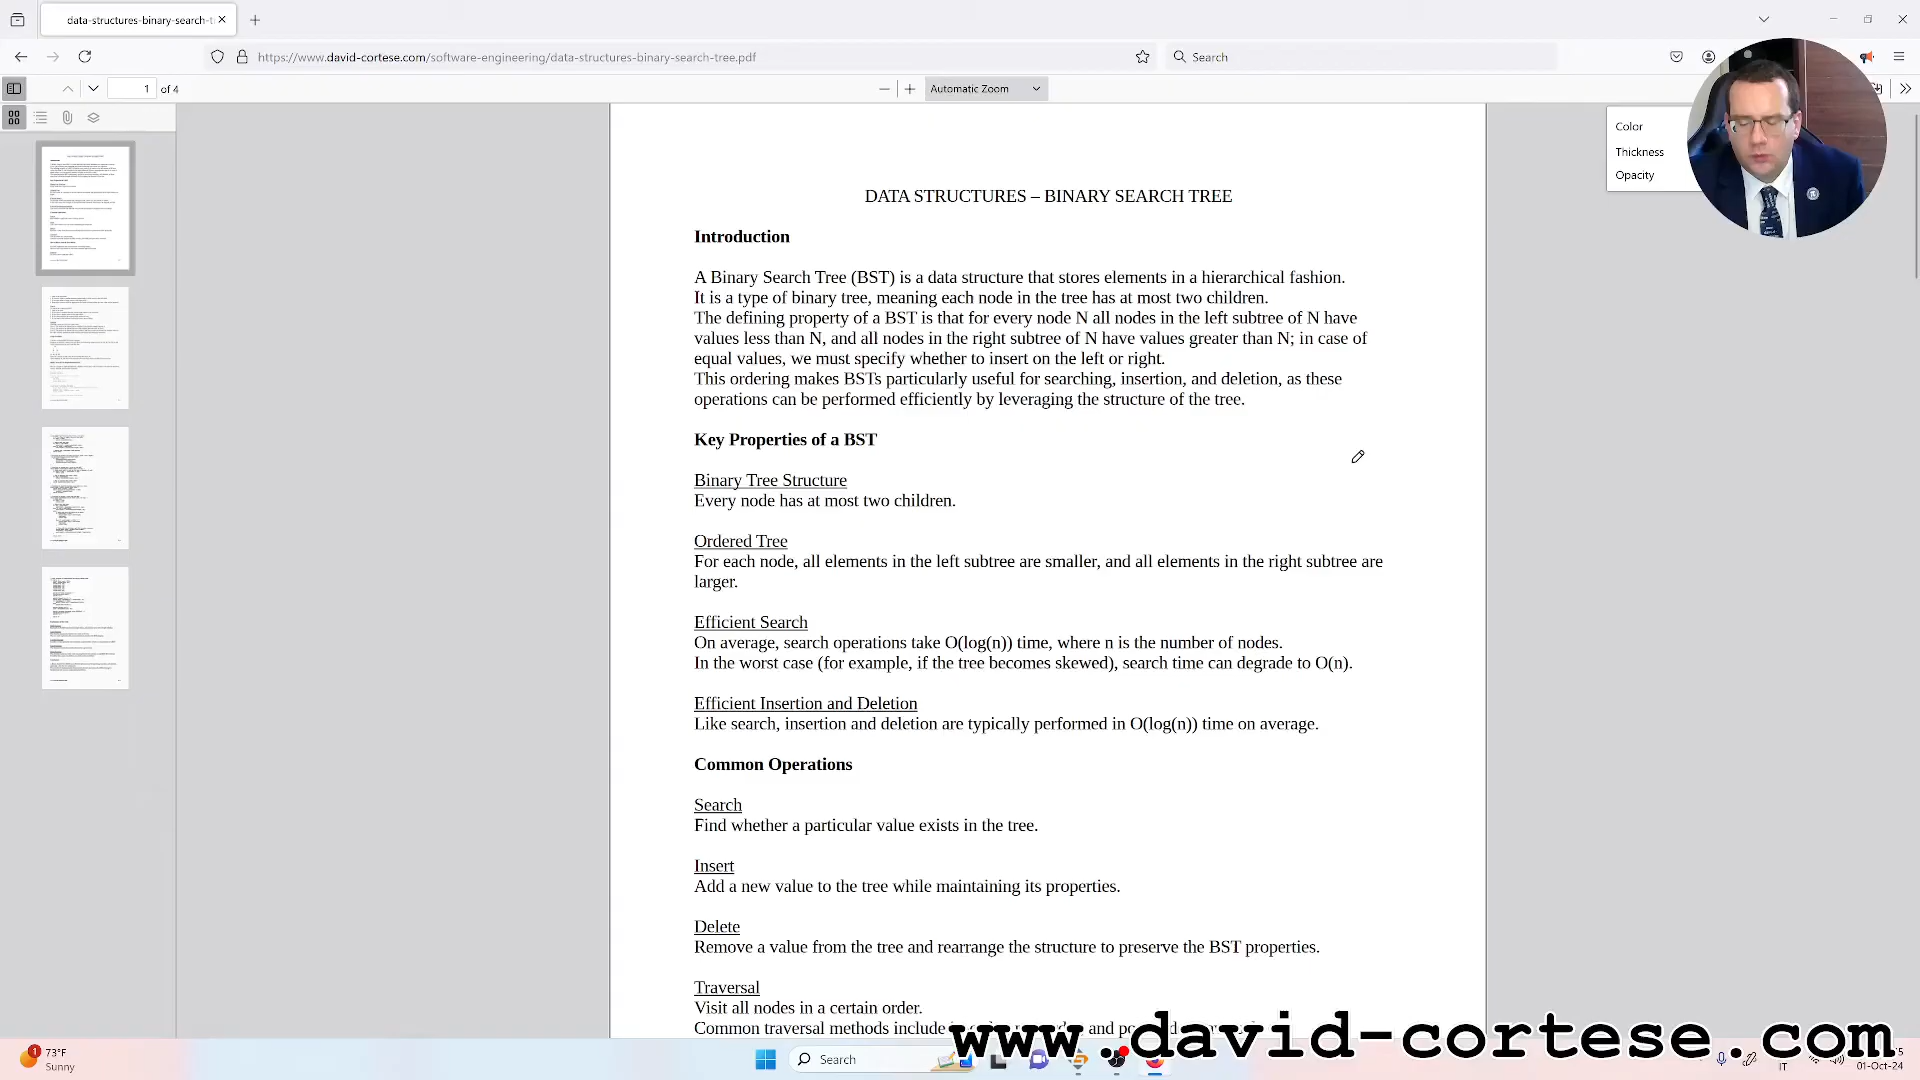 data-structures-binary-search-t
https://www.david-cortese.com/software-engineering/data-structures-binary-search-tree.pdf
Search
1 of 4
Automatic Zoom
Color
Thickness
Opacity
DATA STRUCTURES – BINARY SEARCH TREE
Introduction
A Binary Search Tree (BST) is a data structure that stores elements in a hierarchical fashion.
It is a type of binary tree, meaning each node in the tree has at most two children.
The defining property of a BST is that for every node N all nodes in the left subtree of N have
values less than N, and all nodes in the right subtree of N have values greater than N; in case of
equal values, we must specify whether to insert on the left or right.
This ordering makes BSTs particularly useful for searching, insertion, and deletion, as these
operations can be performed efficiently by leveraging the structure of the tree.
Key Properties of a BST
Binary Tree Structure
Every node has at most two children.
Ordered Tree
For each node, all elements in the left subtree are smaller, and all elements in the right subtree are
larger.
Efficient Search
On average, search operations take O(log(n)) time, where n is the number of nodes.
In the worst case (for example, if the tree becomes skewed), search time can degrade to O(n).
Efficient Insertion and Deletion
Like search, insertion and deletion are typically performed in O(log(n)) time on average.
Common Operations
Search
Find whether a particular value exists in the tree.
Insert
Add a new value to the tree while maintaining its properties.
Delete
Remove a value from the tree and rearrange the structure to preserve the BST properties.
Traversal
Visit all nodes in a certain order.
Common traversal methods include
and
www.david-cortese.com
1
73°F
Sunny
Search
IT
01-Oct-24